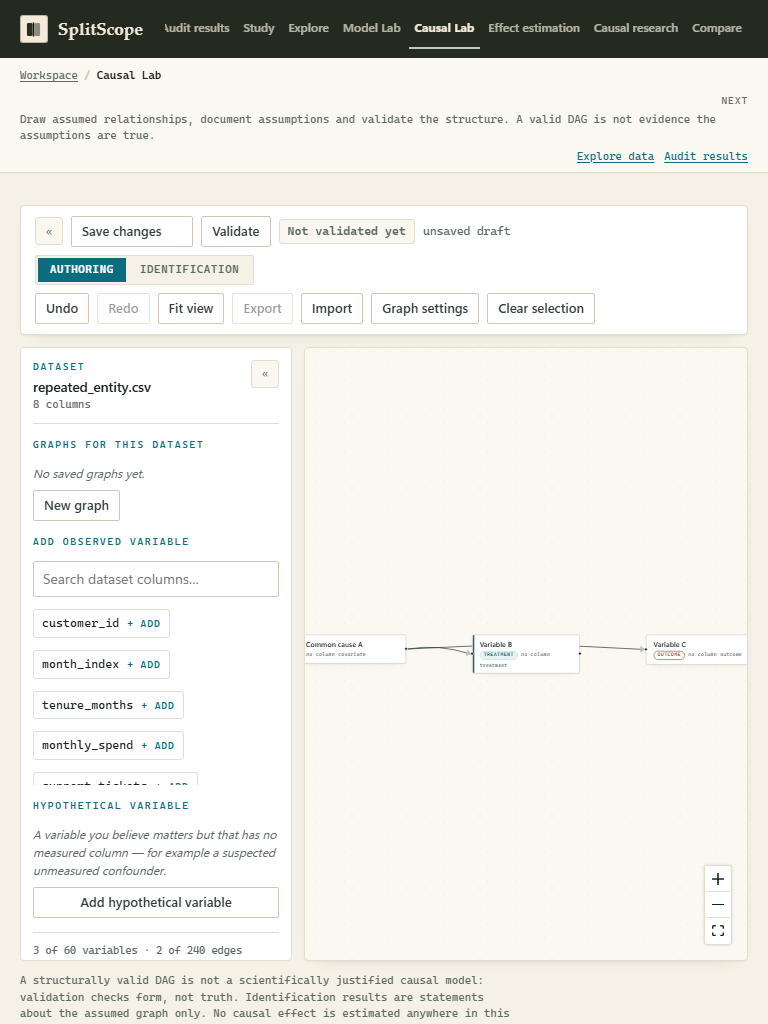 SplitScope
Audit results
Study
Explore
Model Lab
Causal Lab
Effect estimation
Causal research
Compare
Workspace / Causal Lab
NEXT
Draw assumed relationships, document assumptions and validate the structure. A valid DAG is not evidence the
assumptions are true.
Explore data Audit results
« Save changes Validate Not validated yet unsaved draft
AUTHORING IDENTIFICATION
Undo Redo Fit view Export Import Graph settings Clear selection
DATASET
«
repeated_entity.csv
8 columns
GRAPHS FOR THIS DATASET
No saved graphs yet.
New graph
ADD OBSERVED VARIABLE
Search dataset columns...
customer_id + ADD
month_index + ADD
tenure_months + ADD
monthly_spend + ADD
support_tickets + ADD
HYPOTHETICAL VARIABLE
A variable you believe matters but that has no
measured column — for example a suspected
unmeasured confounder.
Add hypothetical variable
3 of 60 variables · 2 of 240 edges
Common cause A
no column covariate
Variable B
TREATMENT no column
treatment
Variable C
OUTCOME no column outcome
A structurally valid DAG is not a scientifically justified causal model:
validation checks form, not truth. Identification results are statements
about the assumed graph only. No causal effect is estimated anywhere in this